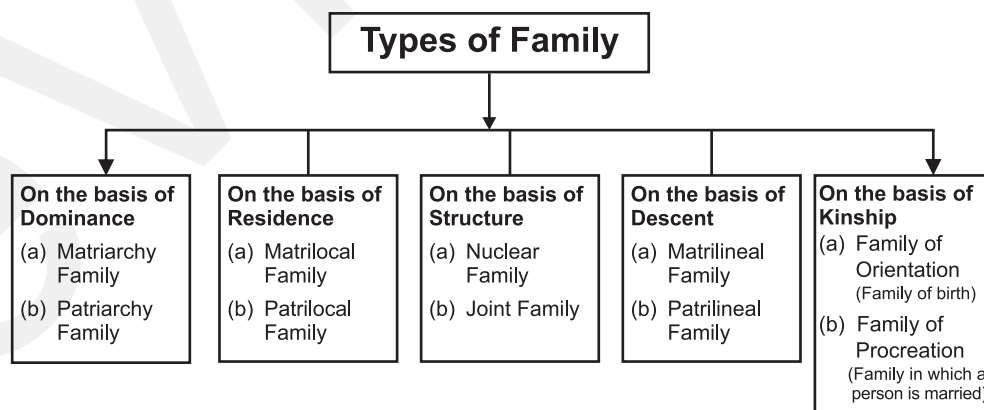 Types of Family
On the basis of
Dominance
(a) Matriarchy
Family
(b) Patriarchy
Family
On the basis of
Residence
(a) Matrilocal
Family
(b) Patrilocal
Family
On the basis of
Structure
(a) Nuclear
Family
(b) Joint Family
On the basis of
Descent
(a) Matrilineal
Family
(b) Patrilineal
Family
On the basis of
Kinship
(a) Family of
Orientation
(Family of birth)
(b) Family of
Procreation
(Family in which a
person is married)